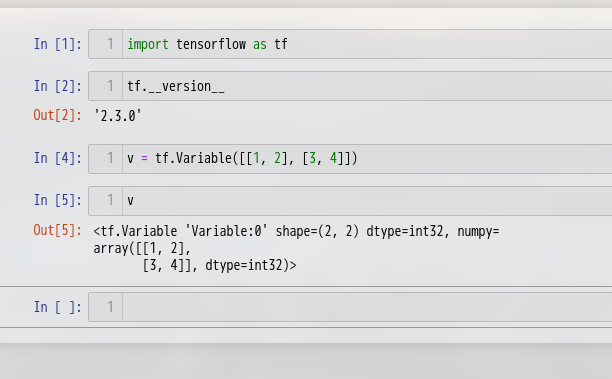 In [1]: 1 import tensorflow as tf
In [2]: 1 tf.__version__
Out[2]: '2.3.0'
In [4]: 1 v = tf.Variable([[1, 2], [3, 4]])
In [5]: 1 v
Out[5]: <tf.Variable 'Variable:0' shape=(2, 2) dtype=int32, numpy=
array([[1, 2],
       [3, 4]], dtype=int32)>
In [ ]: 1